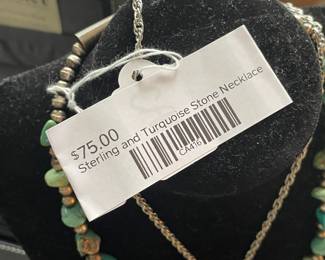 $75.00
Sterling and Turquoise Stone Necklace
CA416